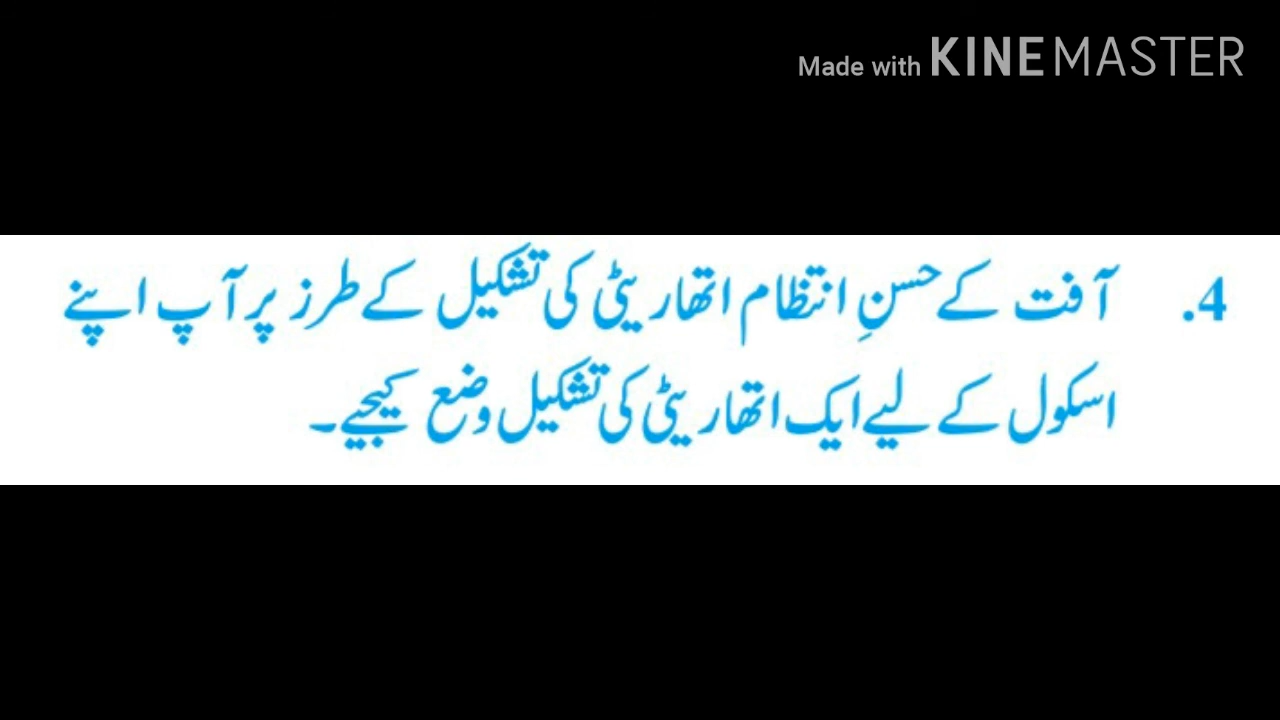 Made with KINEMASTER
4. آفت کے حسنِ انتظام اتھاریٹی کی تشکیل کے طرز پر آپ اپنے
اسکول کے لیے ایک اتھاریٹی کی تشکیل وضع کیجیے۔